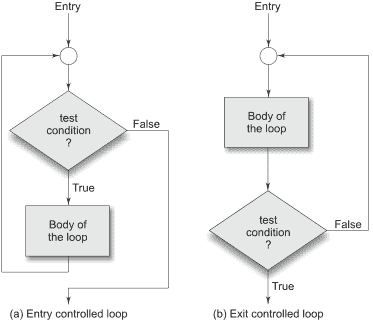 Entry
test
condition
?
False
True
Body of
the loop
(a) Entry controlled loop
Entry
Body of
the loop
test
condition
?
False
True
(b) Exit controlled loop